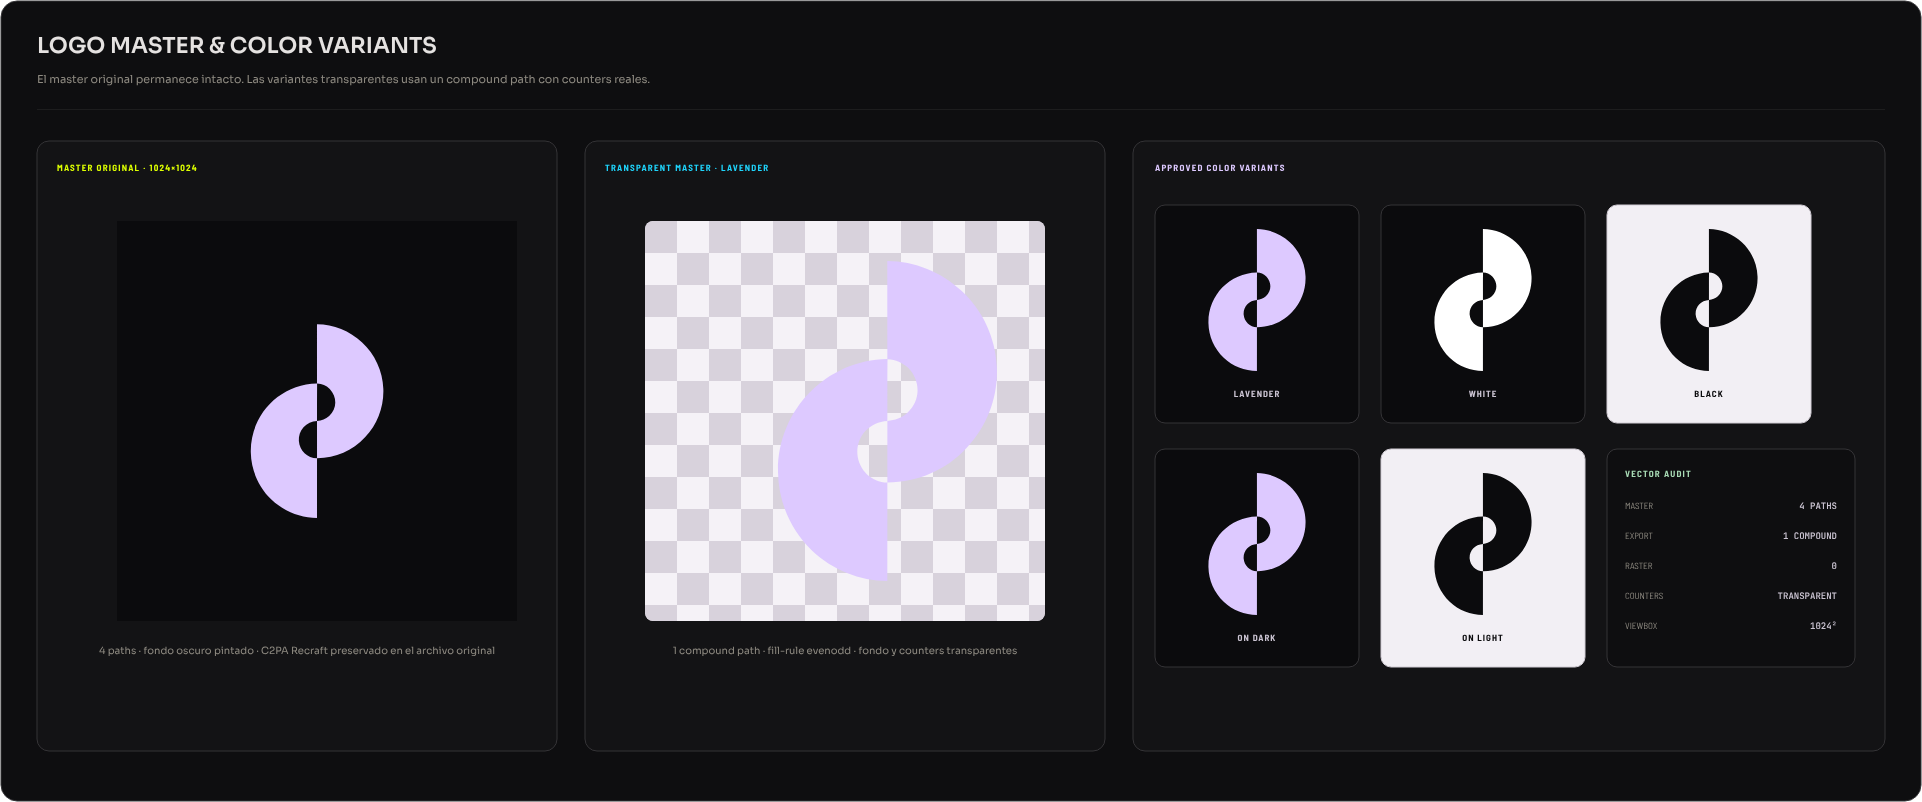 LOGO MASTER & COLOR VARIANTS
El master original permanece intacto. Las variantes transparentes usan un compound path con counters reales.
MASTER ORIGINAL · 1024×1024
4 paths · fondo oscuro pintado · C2PA Recraft preservado en el archivo original
TRANSPARENT MASTER · LAVENDER
1 compound path · fill-rule evenodd · fondo y counters transparentes
APPROVED COLOR VARIANTS
LAVENDER
WHITE
BLACK
ON DARK
ON LIGHT
VECTOR AUDIT
MASTER 4 PATHS
EXPORT 1 COMPOUND
RASTER 0
COUNTERS TRANSPARENT
VIEWBOX 1024²